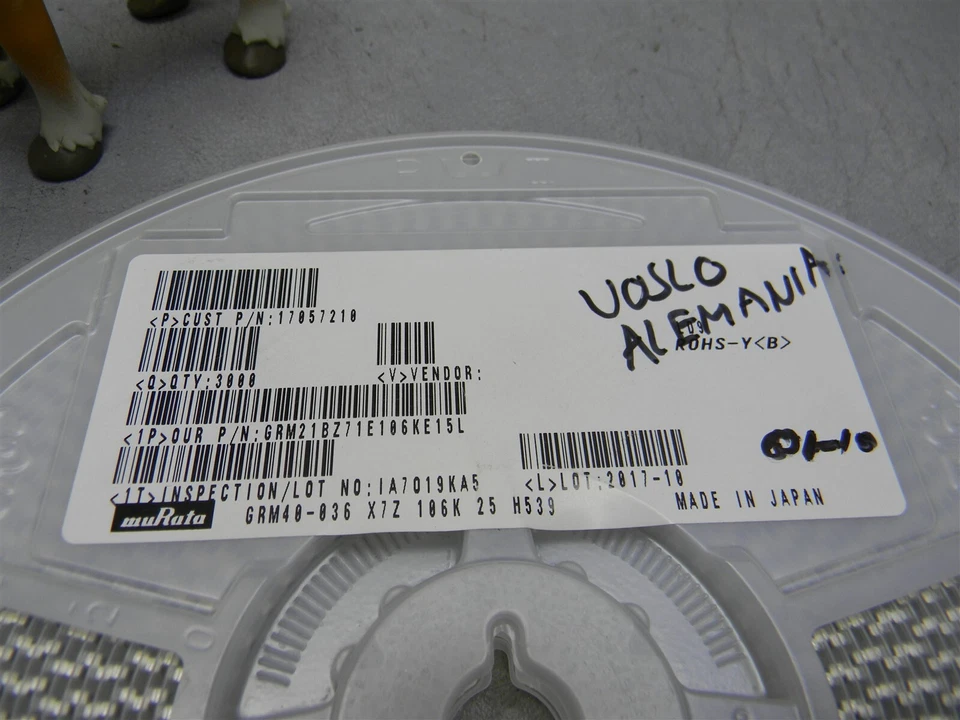 <P>CUST P/N:17057210
<Q>QTY:3000
<V>VENDOR:
<1P>OUR P/N:GRM21BZ71E106KE15L
<1T>INSPECTION/LOT NO:IA7019KA5
<L>LOT:2017-10
muRata
GRM40-036 X7Z 106K 25 H539
MADE IN JAPAN
VOSLO
ALEMANIA
ROHS-Y<B>